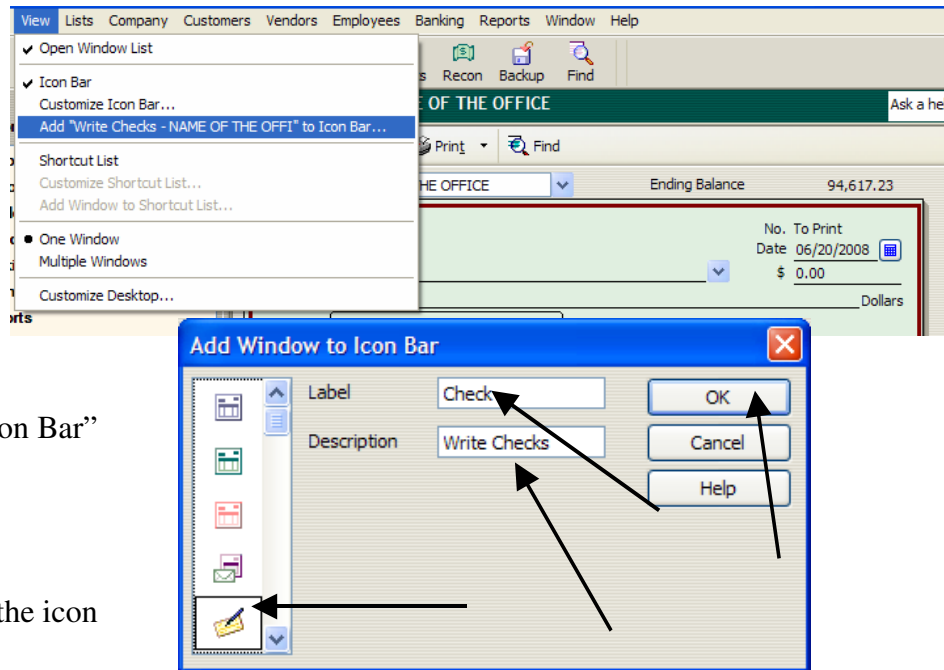 View Lists Company Customers Vendors Employees Banking Reports Window Help
Open Window List
Icon Bar
Customize Icon Bar...
Add "Write Checks - NAME OF THE OFFI" to Icon Bar...
Shortcut List
Customize Shortcut List...
Add Window to Shortcut List...
One Window
Multiple Windows
Customize Desktop...
Recon Backup Find
OF THE OFFICE
Ask a he
Print Find
HE OFFICE
Ending Balance 94,617.23
No. To Print
Date 06/20/2008
$ 0.00
Dollars
orts
Add Window to Icon Bar
Label Check OK
Description Write Checks Cancel
Help
on Bar”
the icon